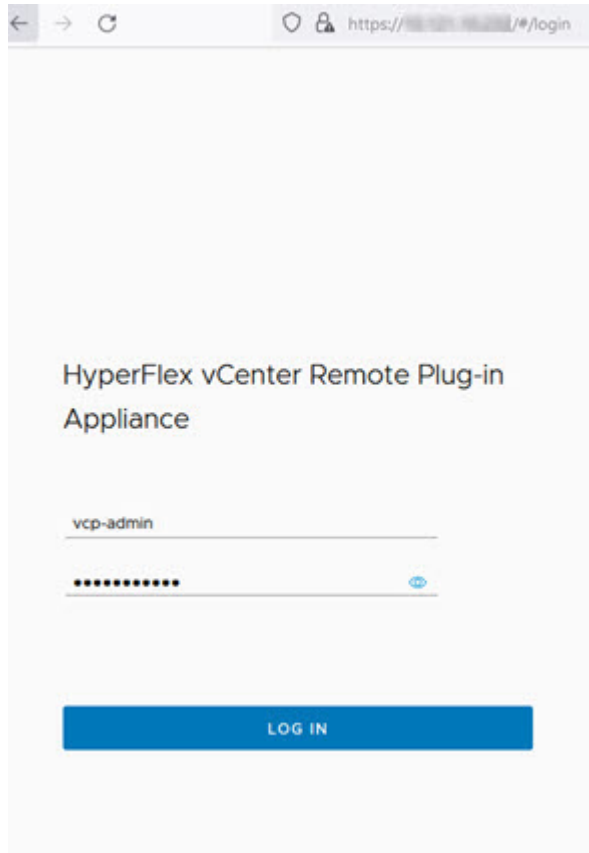 https:// /#/login
HyperFlex vCenter Remote Plug-in
Appliance
vcp-admin
•••••••••••
LOG IN